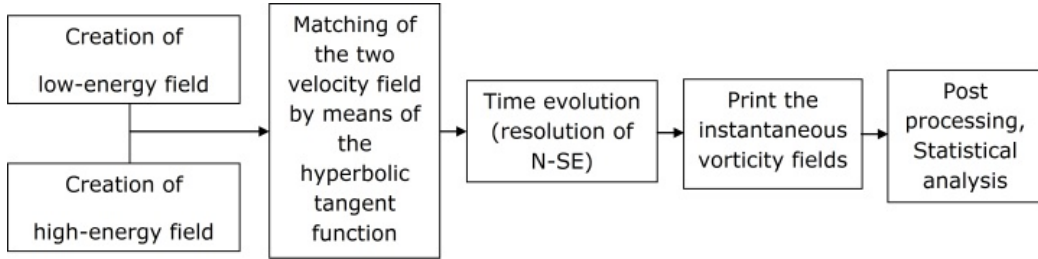 Creation of
low-energy field
Creation of
high-energy field
Matching of
the two
velocity field
by means of
the
hyperbolic
tangent
function
Time evolution
(resolution of
N-SE)
Print the
instantaneous
vorticity fields
Post
processing,
Statistical
analysis